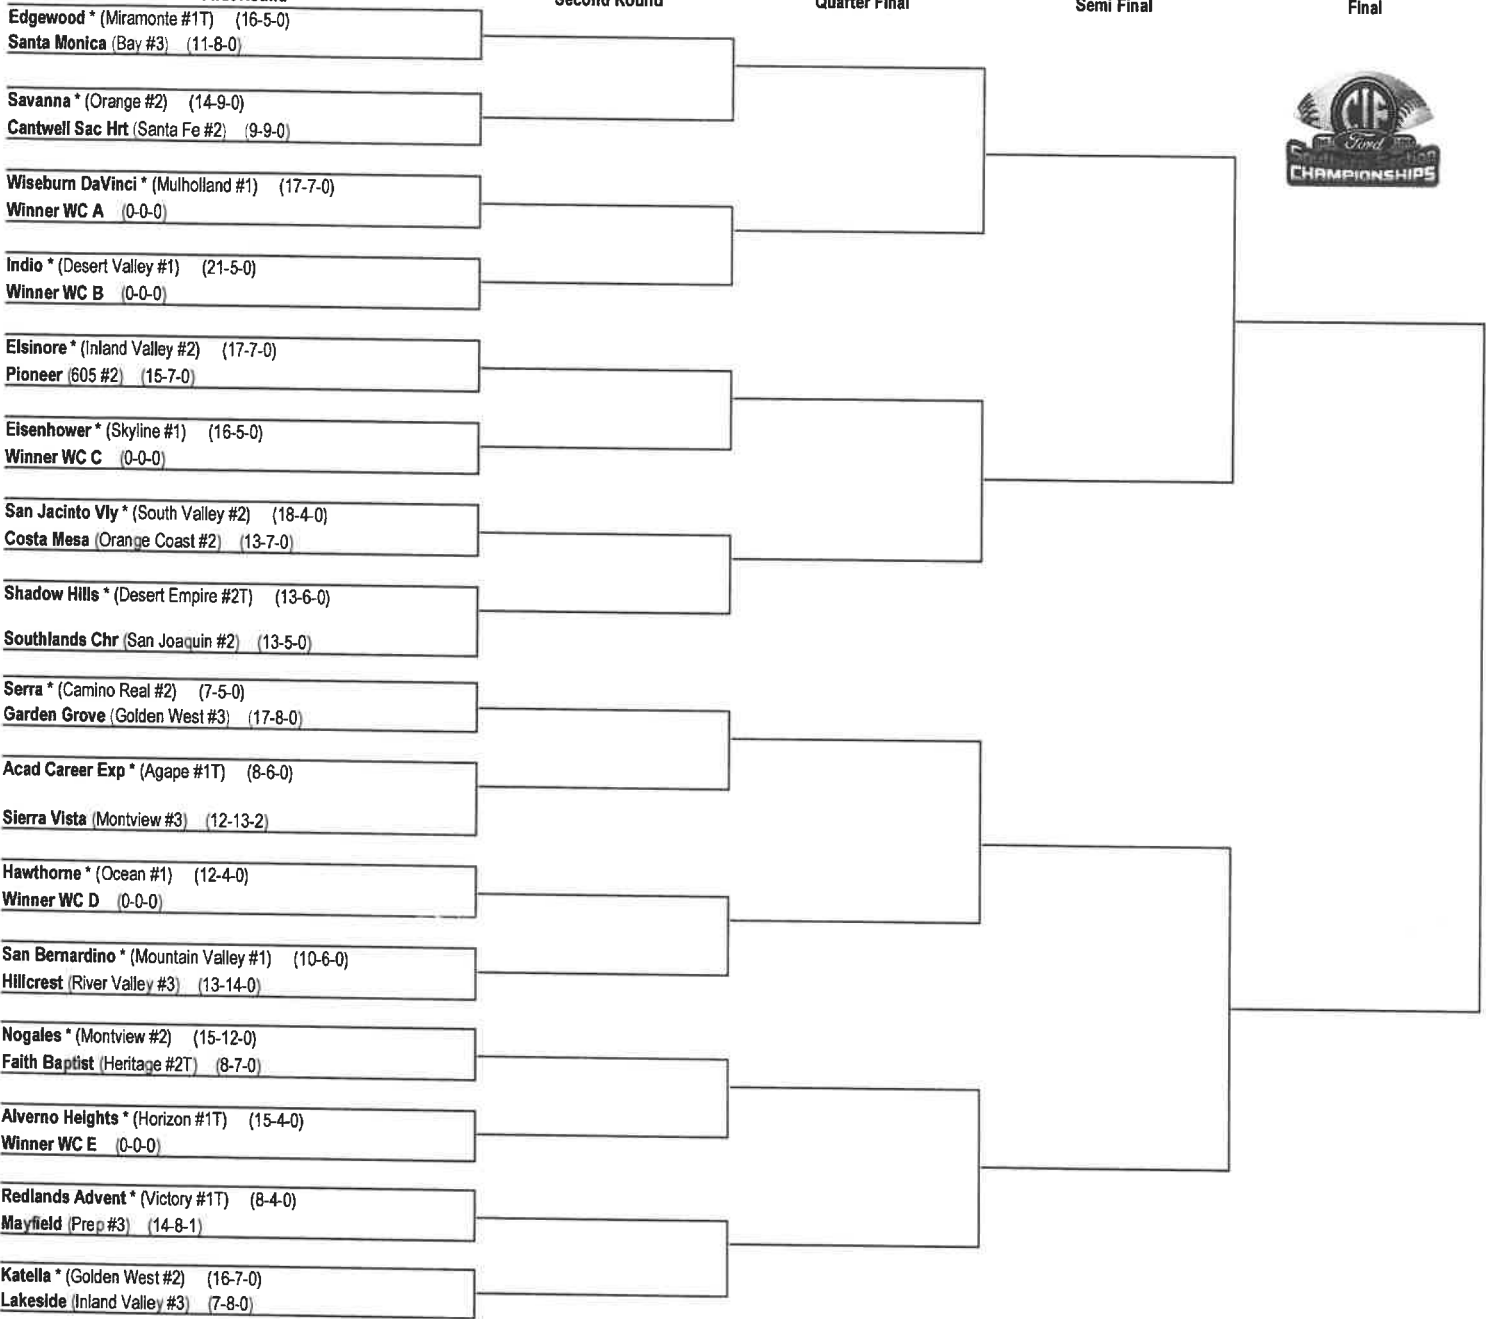 Second Round
Quarter Final
Semi Final
Final
Edgewood * (Miramonte #1T) (16-5-0)
Santa Monica (Bay #3) (11-8-0)
Savanna * (Orange #2) (14-9-0)
Cantwell Sac Hrt (Santa Fe #2) (9-9-0)
Wiseburn DaVinci * (Mulholland #1) (17-7-0)
Winner WC A (0-0-0)
Indio * (Desert Valley #1) (21-5-0)
Winner WC B (0-0-0)
Elsinore * (Inland Valley #2) (17-7-0)
Pioneer (605 #2) (15-7-0)
Eisenhower * (Skyline #1) (16-5-0)
Winner WC C (0-0-0)
San Jacinto Vly * (South Valley #2) (18-4-0)
Costa Mesa (Orange Coast #2) (13-7-0)
Shadow Hills * (Desert Empire #2T) (13-6-0)
Southlands Chr (San Joaquin #2) (13-5-0)
Serra * (Camino Real #2) (7-5-0)
Garden Grove (Golden West #3) (17-8-0)
Acad Career Exp * (Agape #1T) (8-6-0)
Sierra Vista (Montview #3) (12-13-2)
Hawthorne * (Ocean #1) (12-4-0)
Winner WC D (0-0-0)
San Bernardino * (Mountain Valley #1) (10-6-0)
Hillcrest (River Valley #3) (13-14-0)
Nogales * (Montview #2) (15-12-0)
Faith Baptist (Heritage #2T) (8-7-0)
Alverno Heights * (Horizon #1T) (15-4-0)
Winner WC E (0-0-0)
Redlands Advent * (Victory #1T) (8-4-0)
Mayfield (Prep #3) (14-8-1)
Katella * (Golden West #2) (16-7-0)
Lakeside (Inland Valley #3) (7-8-0)
CIF
Ford
CHAMPIONSHIPS